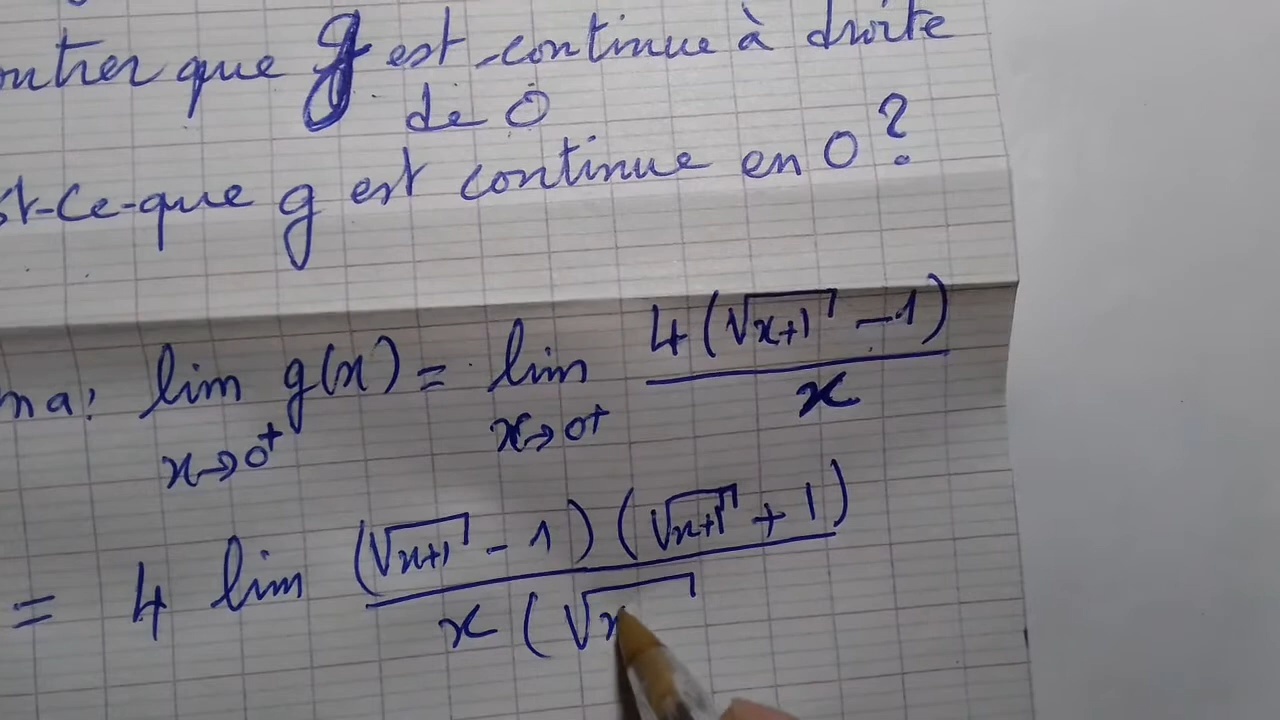 ontrer que g est continue à droite
de 0
st-Ce-que g est continue en 0 ?
na: lim g(x) = lim 4(√x+1 - 1) / x
x→0⁺ x→0⁺
= 4 lim (√x+1 - 1)(√x+1 + 1) / x(√x